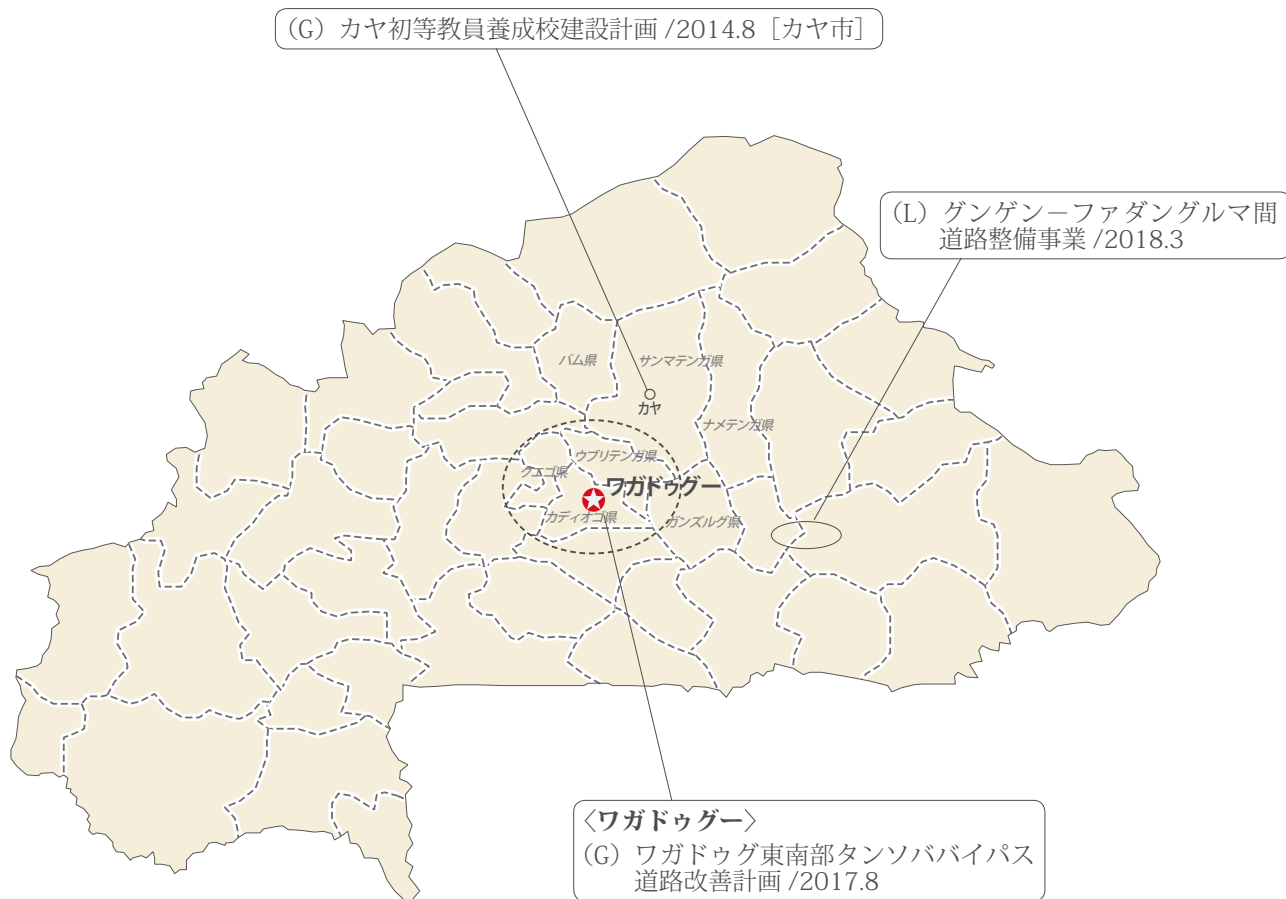 (G) カヤ初等教員養成校建設計画 /2014.8［カヤ市］
(L) グンゲン－ファダングルマ間
道路整備事業 /2018.3
バム県
サンマテンガ県
カヤ
ナメテンガ県
ウブリテンガ県
クエゴ県
ワガドゥグー
カディオゴ県
ガンズルグ県
〈ワガドゥグー〉
(G) ワガドゥグ東南部タンソババイパス
道路改善計画 /2017.8